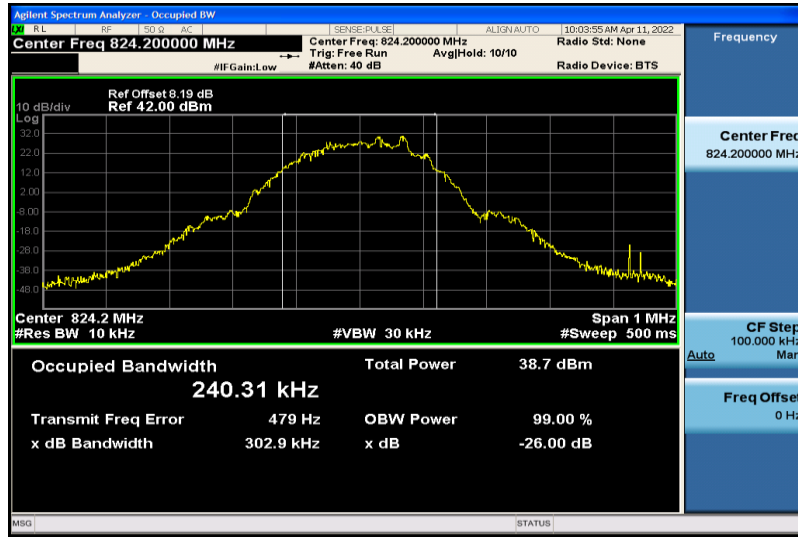 Agilent Spectrum Analyzer - Occupied BW
LXI RL RF 50 Ω AC SENSE:PULSE ALIGN AUTO 10:03:55 AM Apr 11, 2022
Center Freq 824.200000 MHz
Center Freq: 824.200000 MHz Radio Std: None
Trig: Free Run Avg|Hold: 10/10
#IFGain:Low #Atten: 40 dB Radio Device: BTS
Ref Offset 8.19 dB
10 dB/div Ref 42.00 dBm
Log
32.0
22.0
12.0
2.00
-8.00
-18.0
-28.0
-38.0
-48.0
Center 824.2 MHz Span 1 MHz
#Res BW 10 kHz #VBW 30 kHz #Sweep 500 ms
Occupied Bandwidth Total Power 38.7 dBm
240.31 kHz
Transmit Freq Error 479 Hz OBW Power 99.00 %
x dB Bandwidth 302.9 kHz x dB -26.00 dB
MSG STATUS
Frequency
Center Freq
824.200000 MHz
CF Step
100.000 kHz
Auto Man
Freq Offset
0 Hz